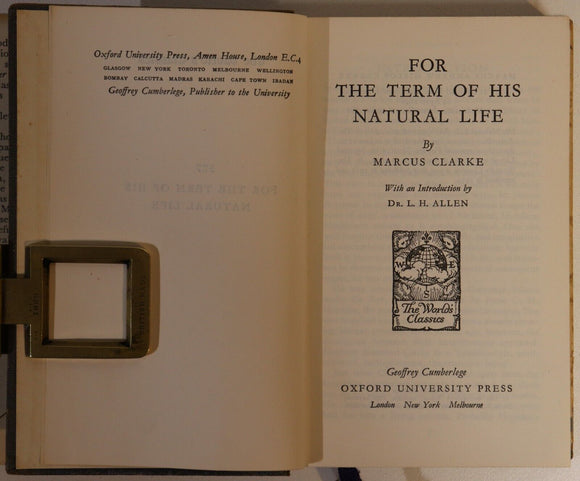 Oxford University Press, Amen House, London E.C.4
GLASGOW NEW YORK TORONTO MELBOURNE WELLINGTON
BOMBAY CALCUTTA MADRAS KARACHI CAPE TOWN IBADAN
Geoffrey Cumberlege, Publisher to the University
FOR
THE TERM OF HIS
NATURAL LIFE
By
MARCUS CLARKE
With an Introduction by
DR. L. H. ALLEN
W E
S
The World's
Classics
Geoffrey Cumberlege
OXFORD UNIVERSITY PRESS
London New York Melbourne